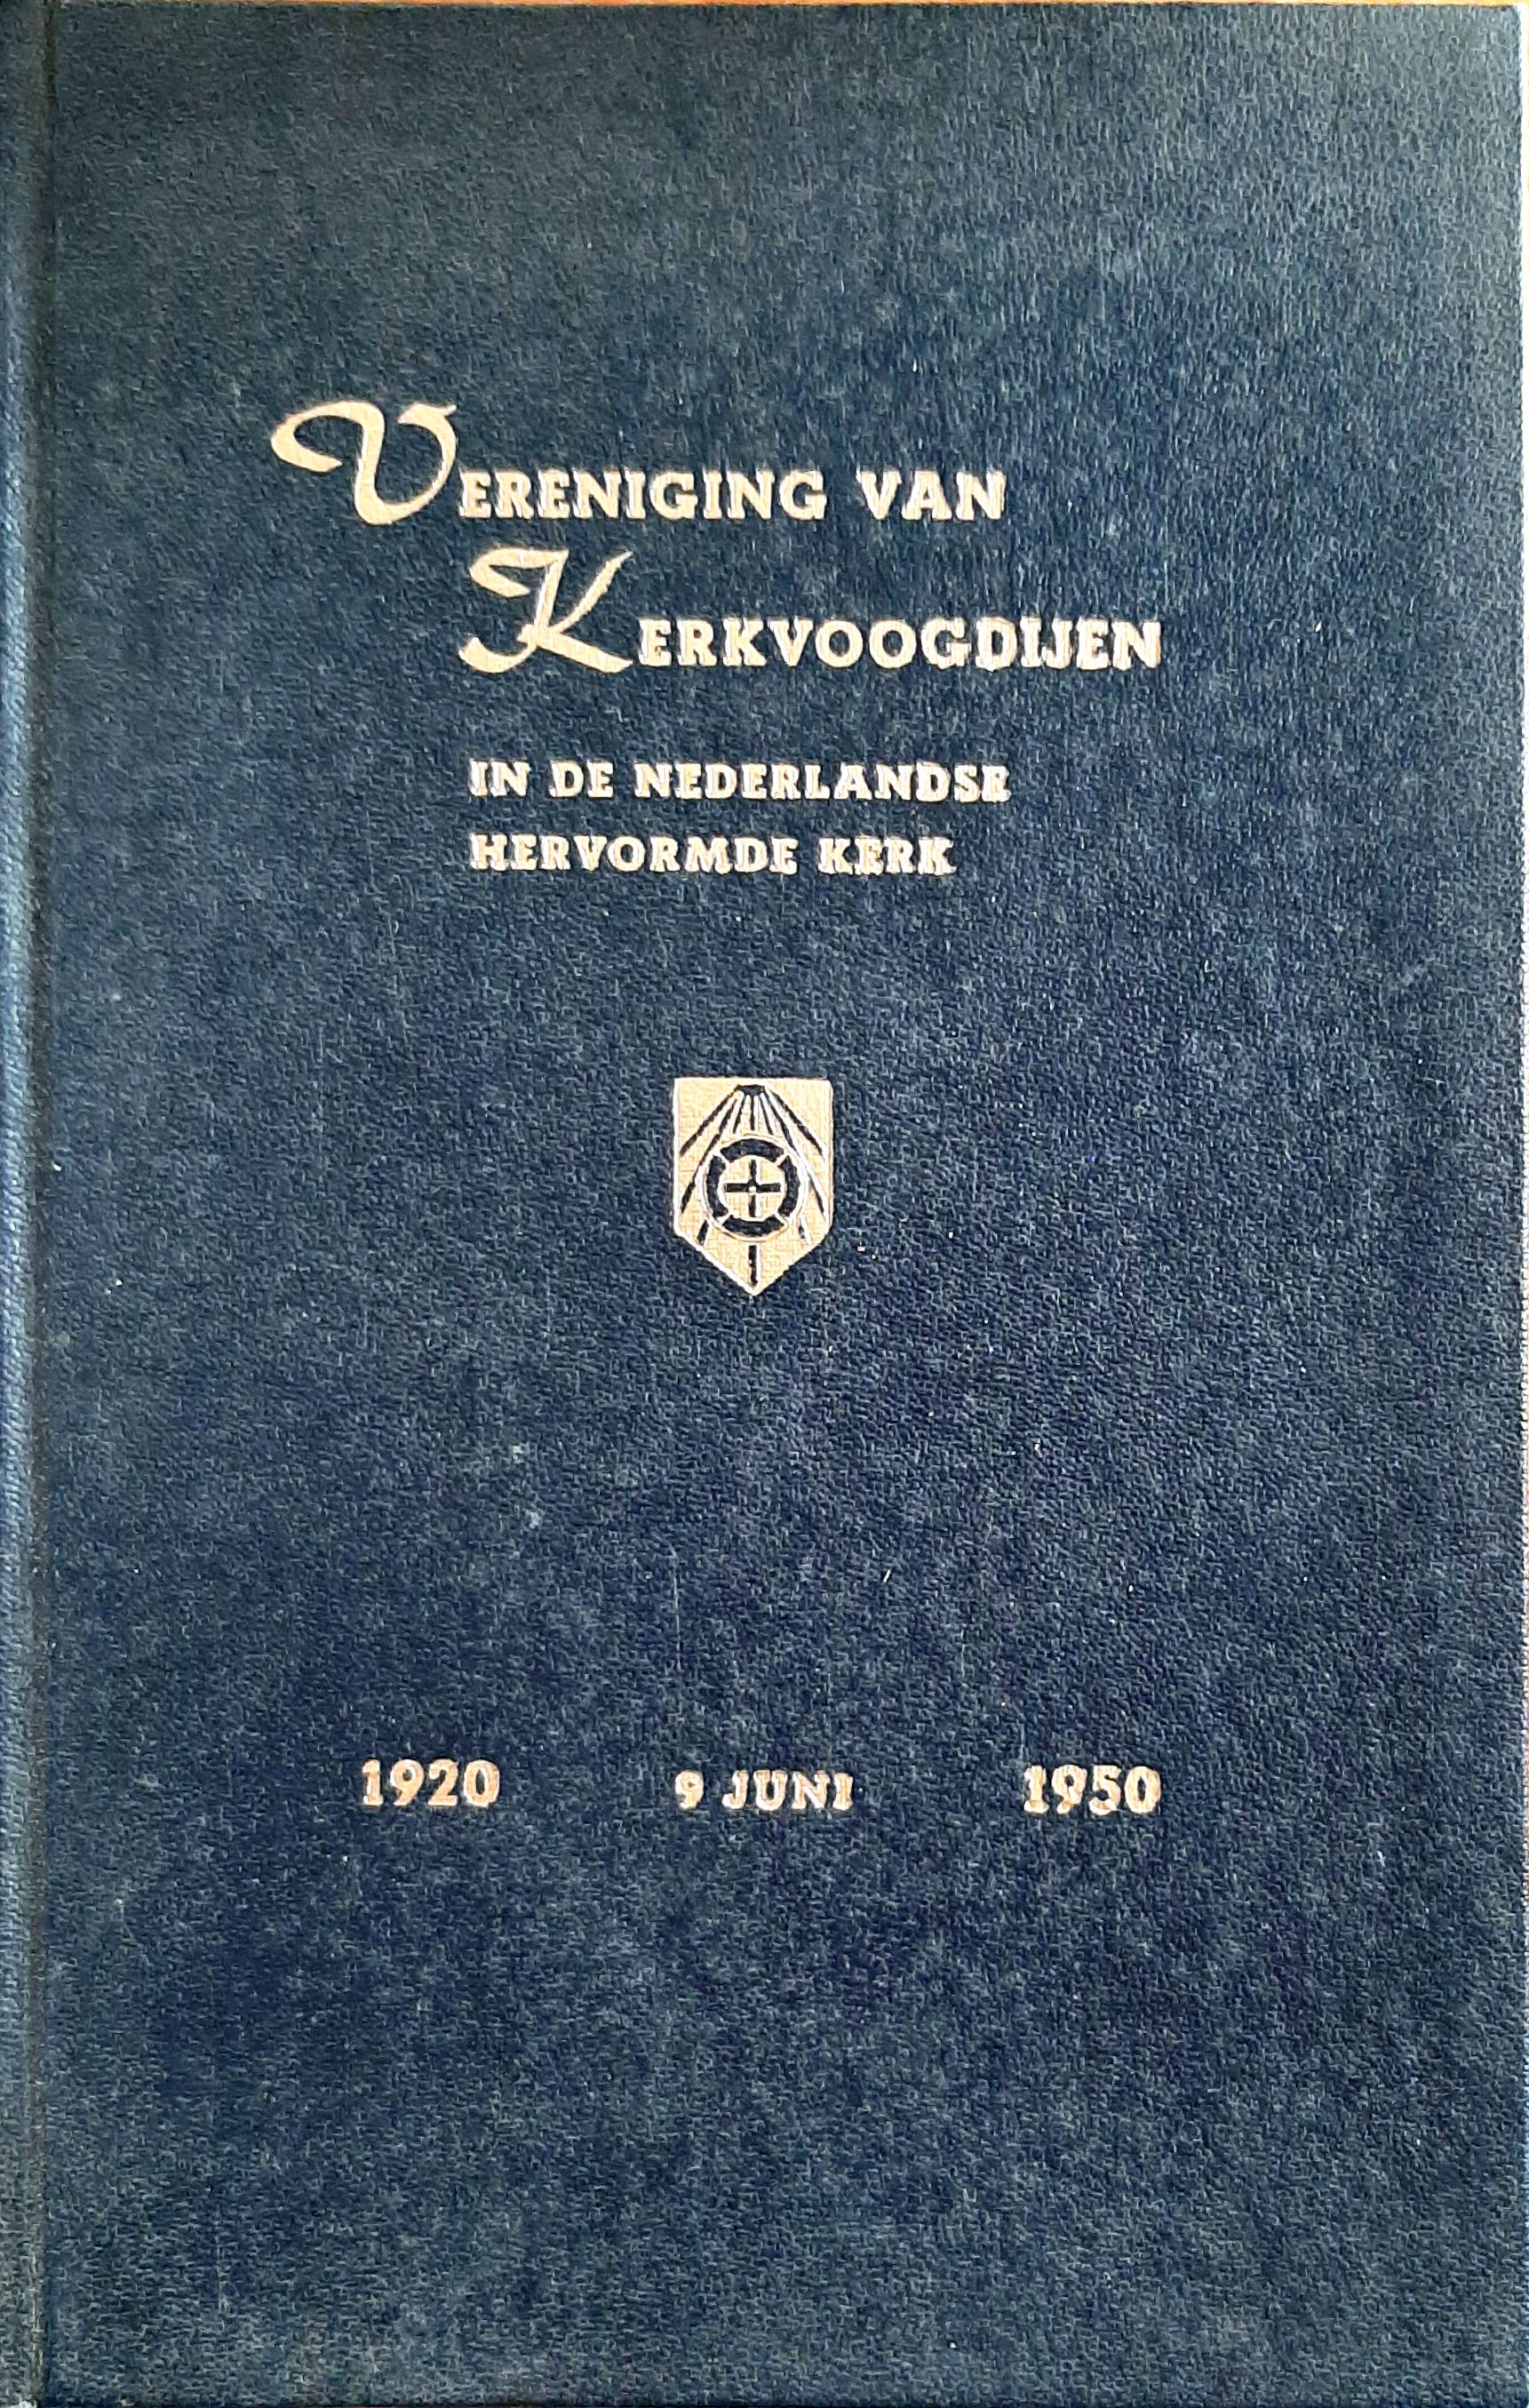 VERENIGING VAN
KERKVOOGDIJEN
IN DE NEDERLANDSE
HERVORMDE KERK
1920 9 JUNI 1950